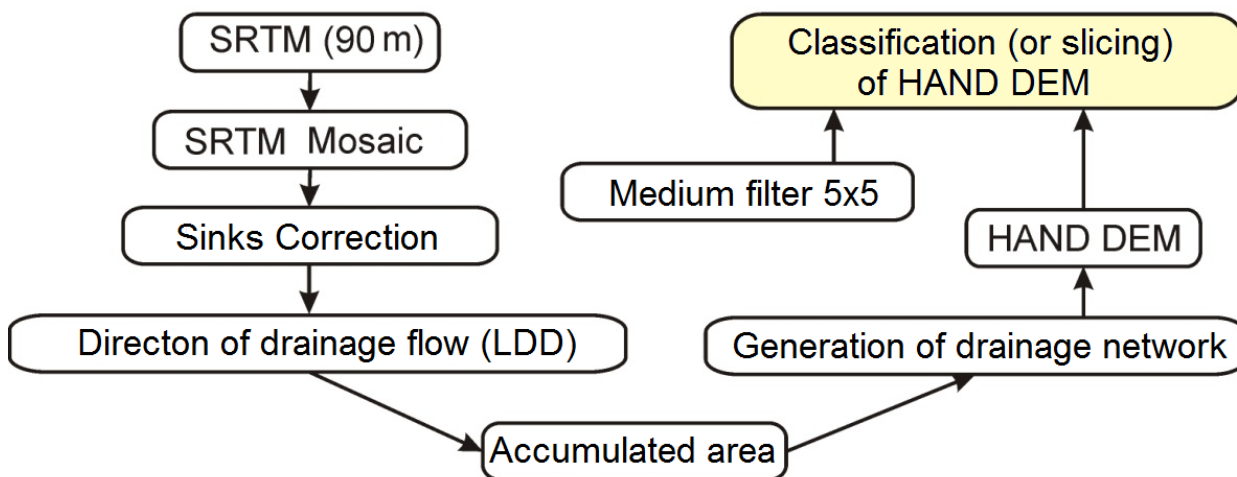 SRTM (90 m)
SRTM Mosaic
Sinks Correction
Directon of drainage flow (LDD)
Accumulated area
Generation of drainage network
HAND DEM
Medium filter 5x5
Classification (or slicing)
of HAND DEM